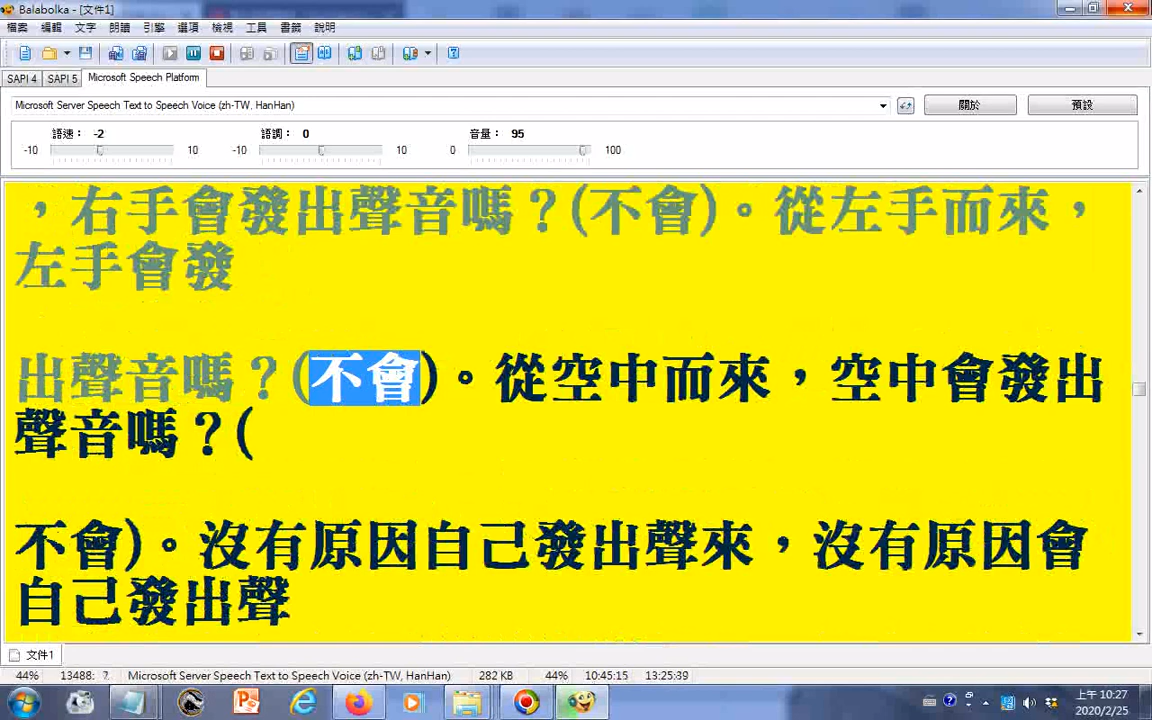 Balabolka - [文件1]
檔案 編輯 文字 朗讀 引擎 選項 檢視 工具 書籤 說明
SAPI 4 SAPI 5 Microsoft Speech Platform
Microsoft Server Speech Text to Speech Voice (zh-TW, HanHan) 關於 預設
語速： -2 語調： 0 音量： 95
-10 10 -10 10 0 100
，右手會發出聲音嗎？(不會)。從左手而來，
左手會發
出聲音嗎？(不會)。從空中而來，空中會發出
聲音嗎？(
不會)。沒有原因自己發出聲來，沒有原因會
自己發出聲
文件1
44% 13488: ? Microsoft Server Speech Text to Speech Voice (zh-TW, HanHan) 282 KB 44% 10:45:15 13:25:39
上午 10:27
2020/2/25